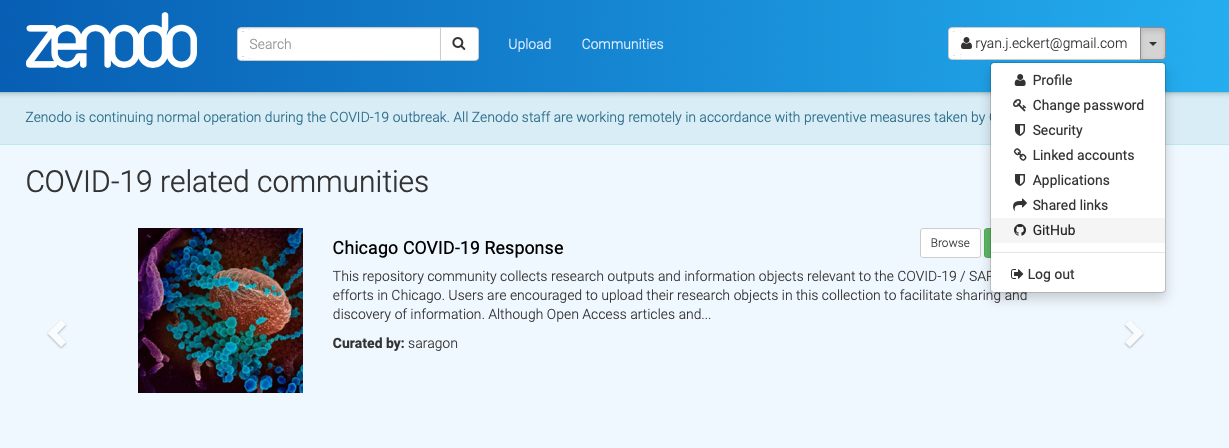 zenodo
Search
Upload
Communities
ryan.j.eckert@gmail.com
Profile
Change password
Security
Linked accounts
Applications
Shared links
GitHub
Log out
Zenodo is continuing normal operation during the COVID-19 outbreak. All Zenodo staff are working remotely in accordance with preventive measures taken by
COVID-19 related communities
Chicago COVID-19 Response
Browse
This repository community collects research outputs and information objects relevant to the COVID-19 /
efforts in Chicago. Users are encouraged to upload their research objects in this collection to facilitate sharing and
discovery of information. Although Open Access articles and...
Curated by: saragon